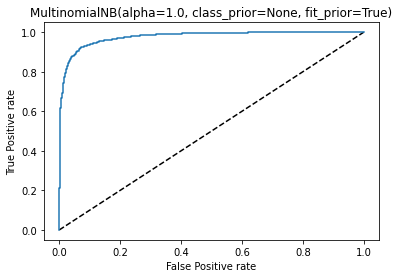 MultinomialNB(alpha=1.0, class_prior=None, fit_prior=True)
1.0
0.8
0.6
0.4
0.2
0.0
True Positive rate
0.0 0.2 0.4 0.6 0.8 1.0
False Positive rate